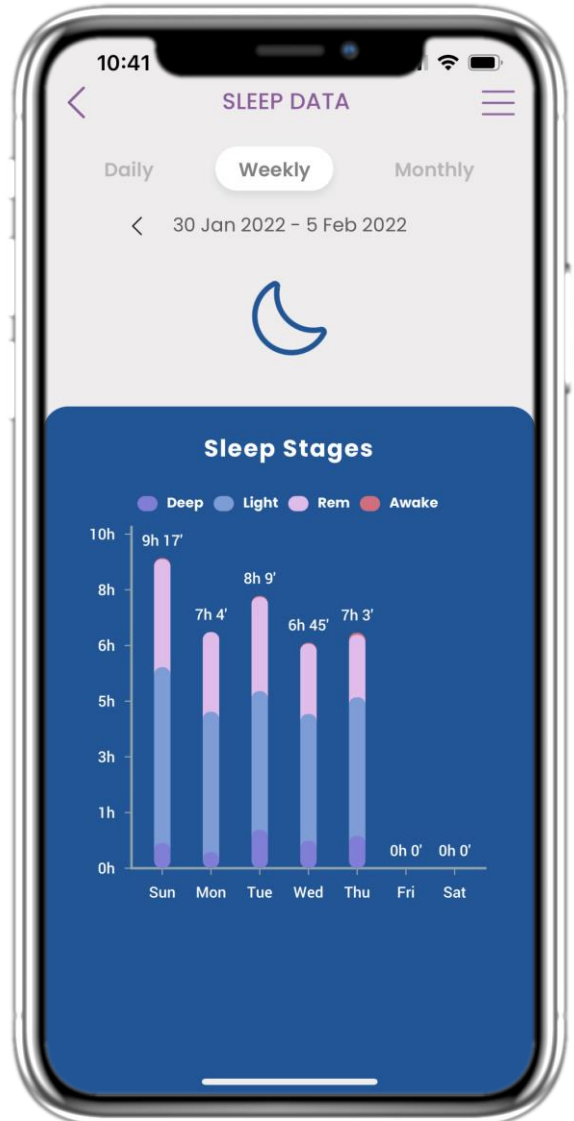 10:41
SLEEP DATA
Daily Weekly Monthly
30 Jan 2022 - 5 Feb 2022
Sleep Stages
Deep Light Rem Awake
10h
9h 17'
8h 9'
8h
7h 4'
6h 45'
7h 3'
6h
5h
3h
1h
0h 0' 0h 0'
0h
Sun Mon Tue Wed Thu Fri Sat